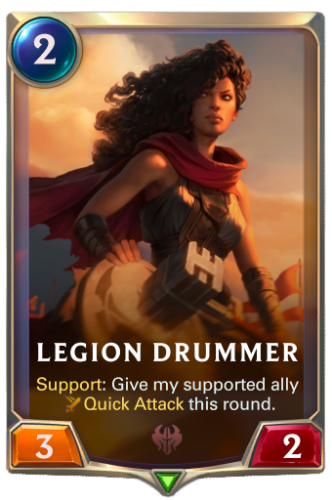 2
LEGION DRUMMER
Support: Give my supported ally
Quick Attack this round.
3
2